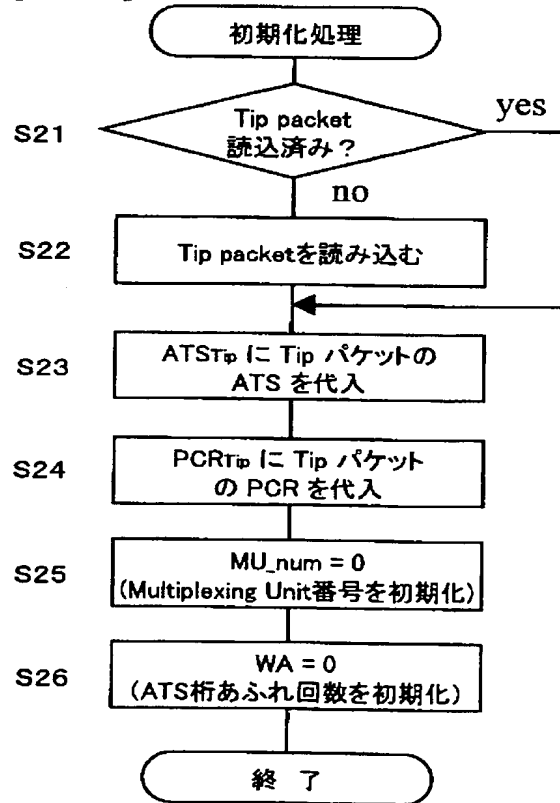 初期化処理
S21
Tip packet
読込済み？
yes
no
S22
Tip packetを読み込む
S23
ATSTip に Tip パケットの
ATS を代入
S24
PCRTip に Tip パケット
の PCR を代入
S25
MU_num = 0
(Multiplexing Unit番号を初期化)
S26
WA = 0
(ATS桁あふれ回数を初期化)
終 了